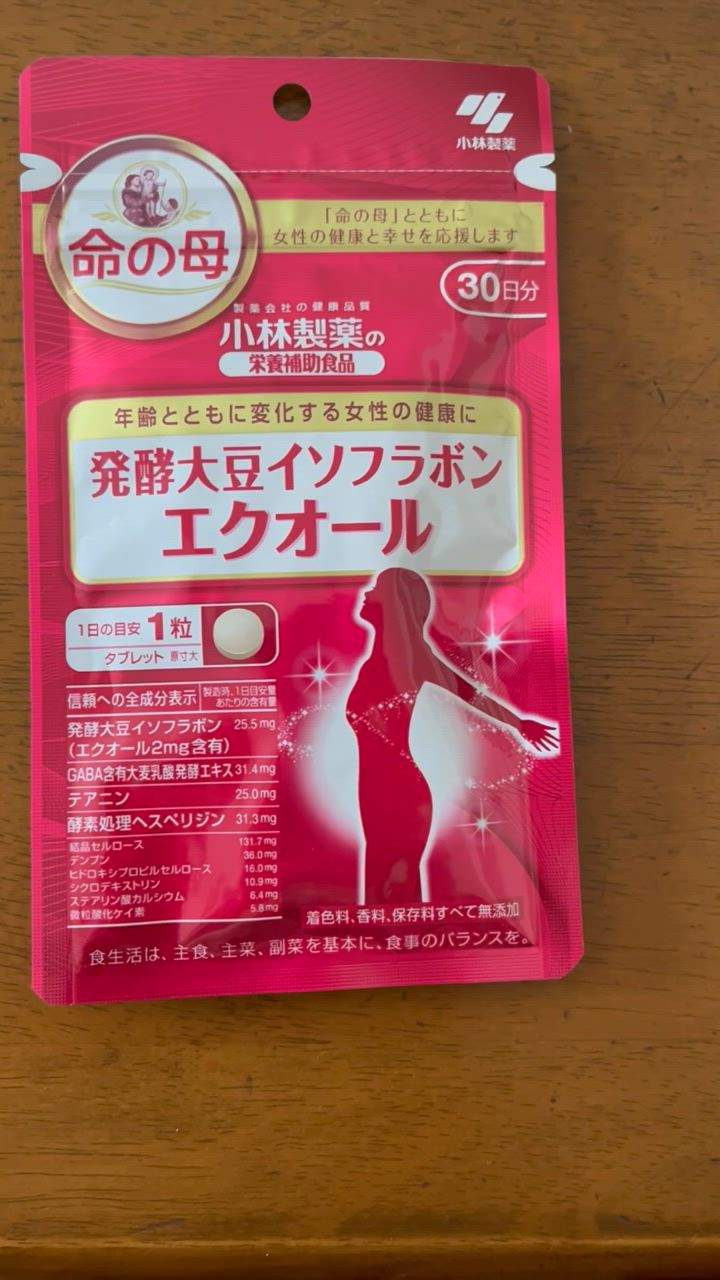 小林製薬
「命の母」とともに
女性の健康と幸せを応援します
命の母
30日分
製薬会社の健康品質
小林製薬の
栄養補助食品
年齢とともに変化する女性の健康に
発酵大豆イソフラボン
エクオール
1日の目安 1粒
タブレット 原寸大
信頼への全成分表示 製造時、1日目安量
あたりの含有量
発酵大豆イソフラボン 25.5mg
(エクオール2mg含有)
GABA含有大麦乳酸発酵エキス 31.4mg
テアニン 25.0mg
酵素処理ヘスペリジン 31.3mg
結晶セルロース 131.7mg
デンプン 36.0mg
ヒドロキシプロピルセルロース 16.0mg
シクロデキストリン 10.9mg
ステアリン酸カルシウム 6.4mg
微粒酸化ケイ素 5.8mg
着色料、香料、保存料すべて無添加
食生活は、主食、主菜、副菜を基本に、食事のバランスを。